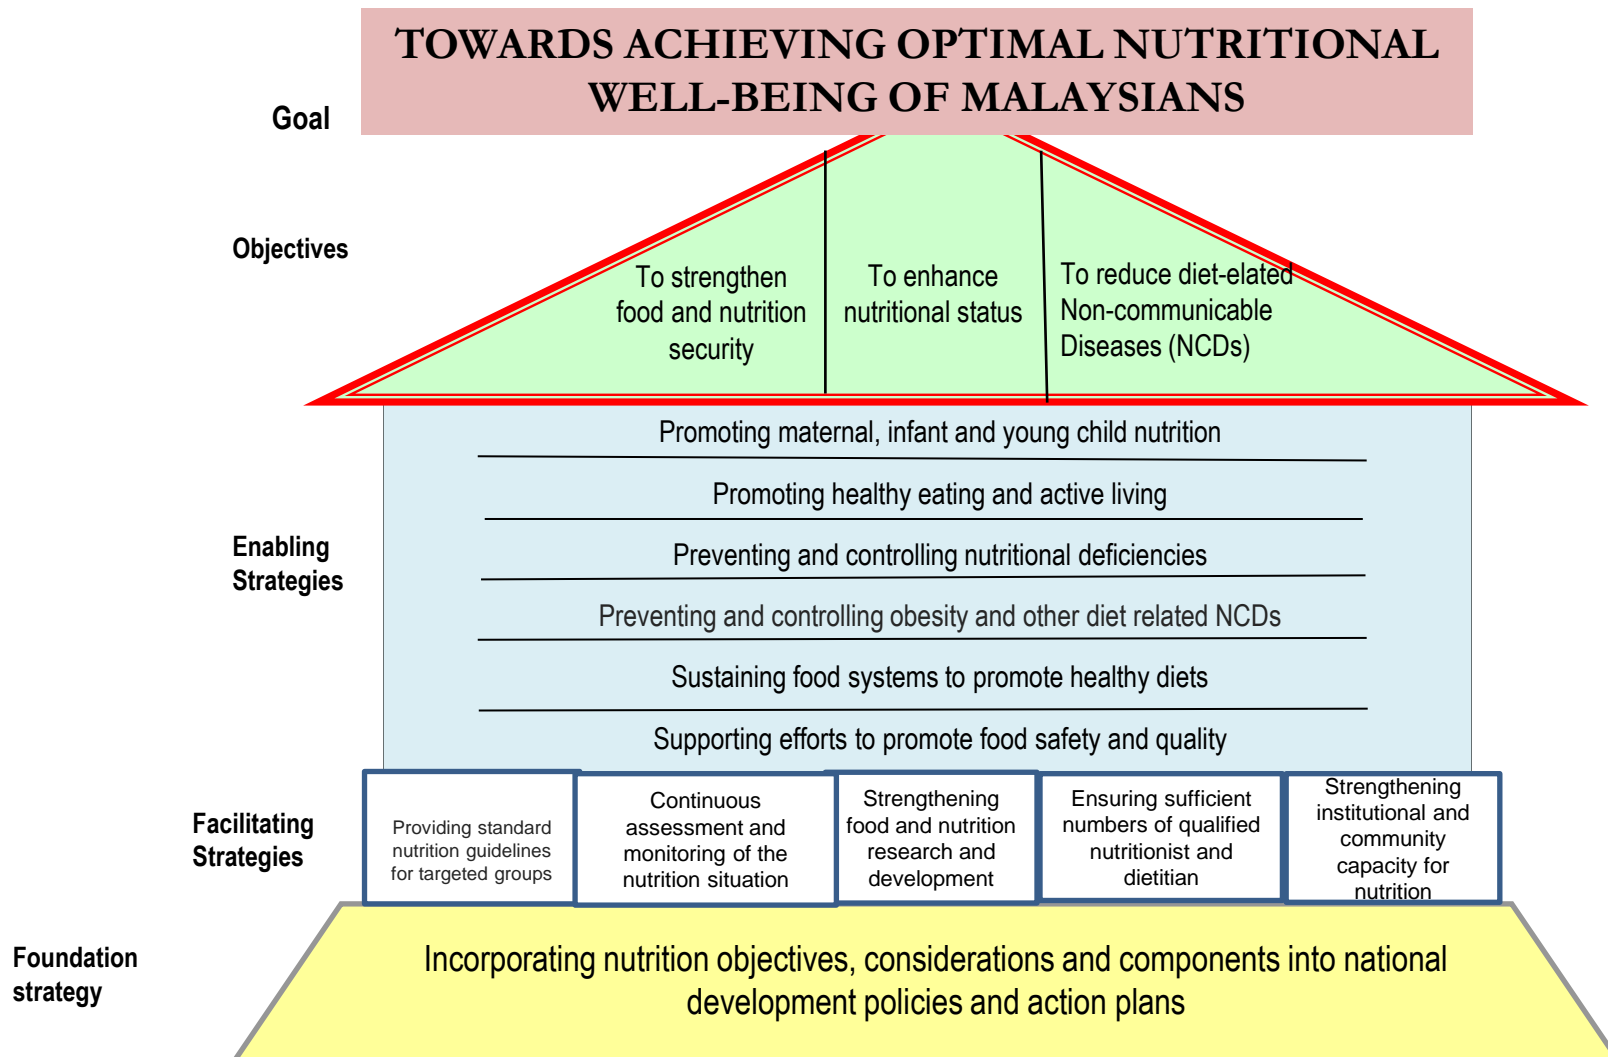 TOWARDS ACHIEVING OPTIMAL NUTRITIONAL
WELL-BEING OF MALAYSIANS
Goal
Objectives
To strengthen
food and nutrition
security
To enhance
nutritional status
To reduce diet-elated
Non-communicable
Diseases (NCDs)
Enabling
Strategies
Promoting maternal, infant and young child nutrition
Promoting healthy eating and active living
Preventing and controlling nutritional deficiencies
Preventing and controlling obesity and other diet related NCDs
Sustaining food systems to promote healthy diets
Supporting efforts to promote food safety and quality
Facilitating
Strategies
Providing standard
nutrition guidelines
for targeted groups
Continuous
assessment and
monitoring of the
nutrition situation
Strengthening
food and nutrition
research and
development
Ensuring sufficient
numbers of qualified
nutritionist and
dietitian
Strengthening
institutional and
community
capacity for
nutrition
Foundation
strategy
Incorporating nutrition objectives, considerations and components into national
development policies and action plans